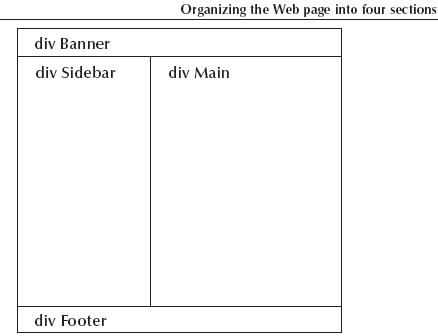 Organizing the Web page into four sections
div Banner
div Sidebar
div Main
div Footer